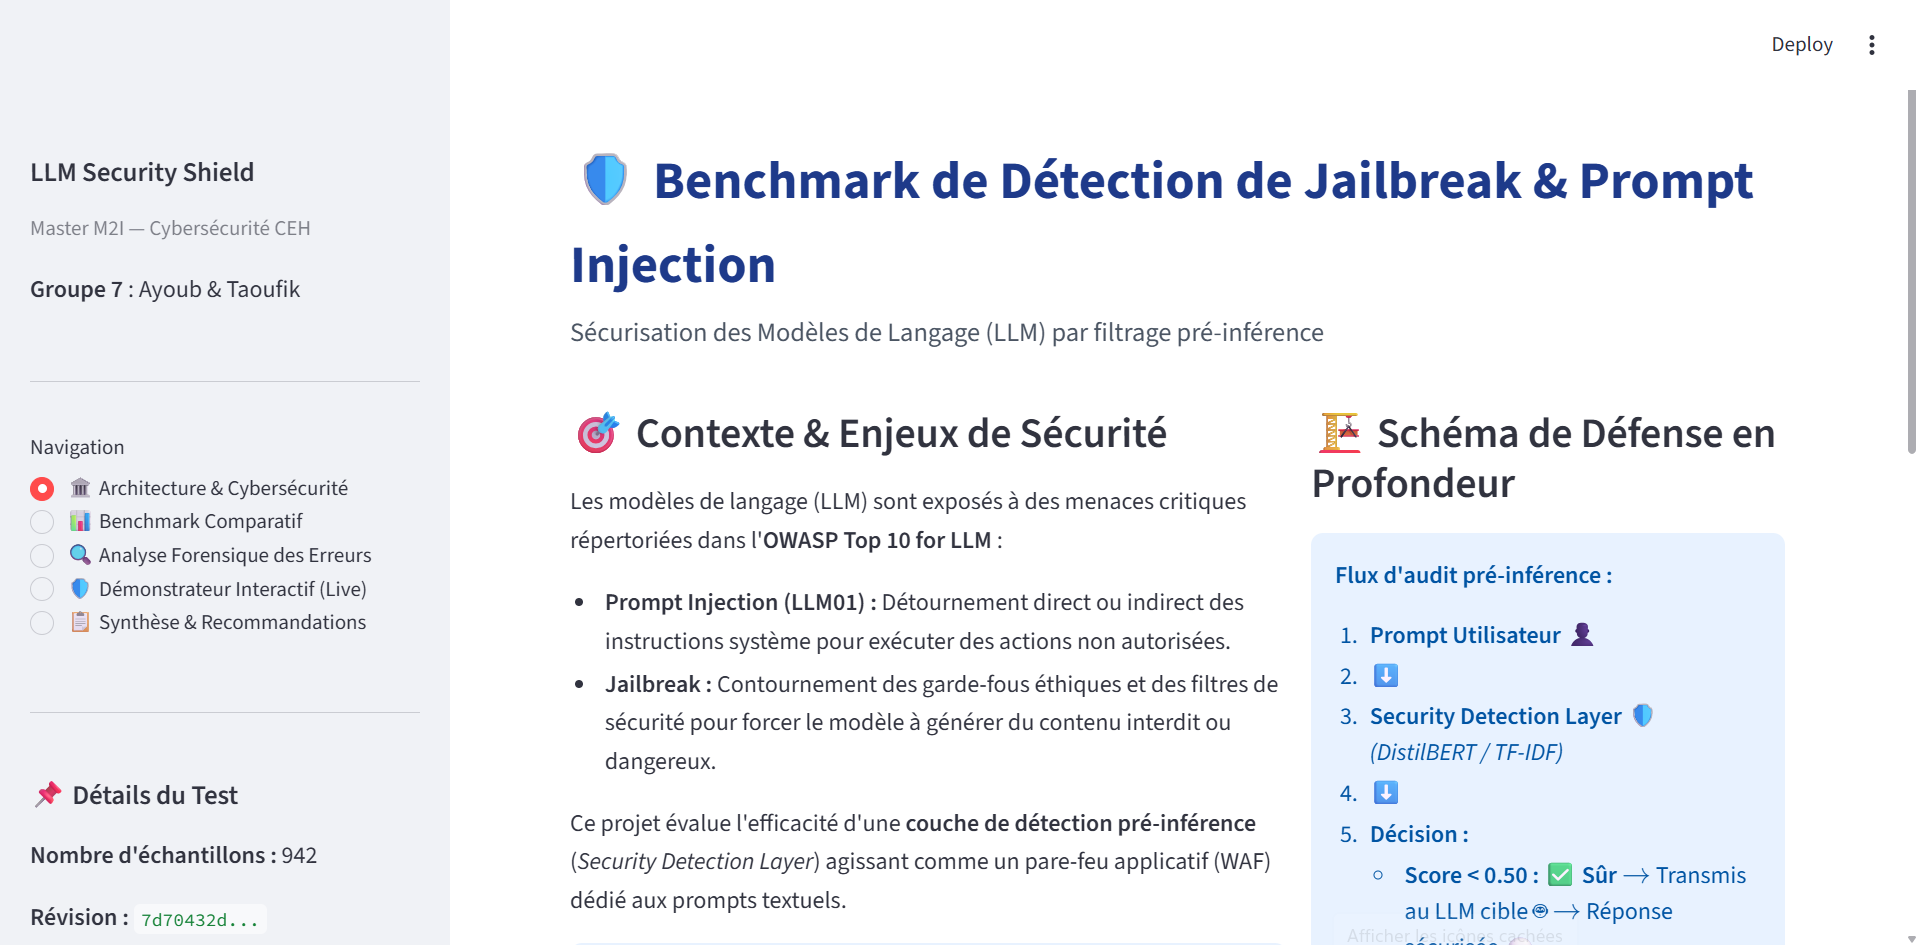 Deploy
LLM Security Shield
Master M2I — Cybersécurité CEH
Groupe 7 : Ayoub & Taoufik
Navigation
Architecture & Cybersécurité
Benchmark Comparatif
Analyse Forensique des Erreurs
Démonstrateur Interactif (Live)
Synthèse & Recommandations
Détails du Test
Nombre d'échantillons : 942
Révision : 7d70432d...
Benchmark de Détection de Jailbreak & Prompt
Injection
Sécurisation des Modèles de Langage (LLM) par filtrage pré-inférence
Contexte & Enjeux de Sécurité
Les modèles de langage (LLM) sont exposés à des menaces critiques
répertoriées dans l'OWASP Top 10 for LLM :
• Prompt Injection (LLM01) : Détournement direct ou indirect des
instructions système pour exécuter des actions non autorisées.
• Jailbreak : Contournement des garde-fous éthiques et des filtres de
sécurité pour forcer le modèle à générer du contenu interdit ou
dangereux.
Ce projet évalue l'efficacité d'une couche de détection pré-inférence
(Security Detection Layer) agissant comme un pare-feu applicatif (WAF)
dédié aux prompts textuels.
Schéma de Défense en
Profondeur
Flux d'audit pré-inférence :
1. Prompt Utilisateur
2. ⬇️
3. Security Detection Layer
(DistilBERT / TF-IDF)
4. ⬇️
5. Décision :
Score < 0.50 : ✅ Sûr → Transmis
au LLM cible → Réponse
sécurisée
Afficher les icônes cachées